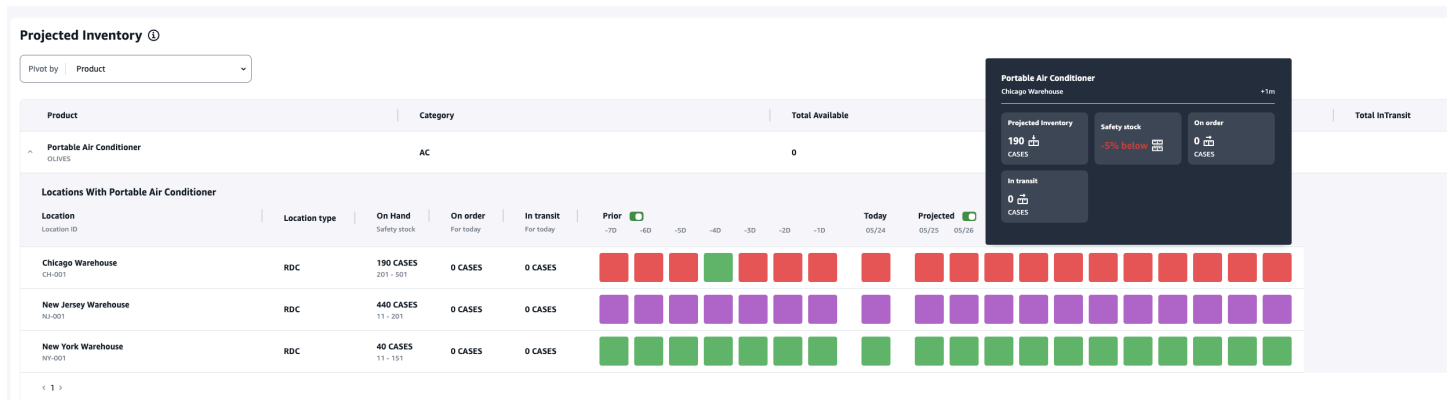 Projected Inventory
Pivot by Product
Product Category Total Available Total InTransit
Portable Air Conditioner AC 0
OLIVES
Portable Air Conditioner
Chicago Warehouse +1m
Projected Inventory Safety stock On order
190 -5% below 0
CASES CASES
In transit
0
CASES
Locations With Portable Air Conditioner
Location Location type On Hand On order In transit Prior Today Projected
Location ID Safety stock For today For today -7D -6D -5D -4D -3D -2D -1D 05/24 05/25 05/26
Chicago Warehouse RDC 190 CASES 0 CASES 0 CASES
CH-001 201 - 501
New Jersey Warehouse RDC 440 CASES 0 CASES 0 CASES
NJ-001 11 - 201
New York Warehouse RDC 40 CASES 0 CASES 0 CASES
NY-001 11 - 151
< 1 >